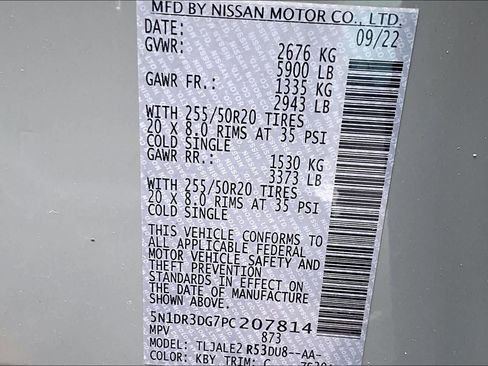 MFD BY NISSAN MOTOR CO., LTD.
DATE: 09/22
GVWR: 2676 KG
5900 LB
GAWR FR.: 1335 KG
2943 LB
WITH 255/50R20 TIRES
20 X 8.0 RIMS AT 35 PSI
COLD SINGLE
GAWR RR.: 1530 KG
3373 LB
WITH 255/50R20 TIRES
20 X 8.0 RIMS AT 35 PSI
COLD SINGLE
THIS VEHICLE CONFORMS TO
ALL APPLICABLE FEDERAL
MOTOR VEHICLE SAFETY AND
THEFT PREVENTION
STANDARDS IN EFFECT ON
THE DATE OF MANUFACTURE
SHOWN ABOVE.
5N1DR3DG7PC207814
MPV 873
MODEL: TLJALE2 R53DU8--AA-
COLOR: KBY TRIM: G